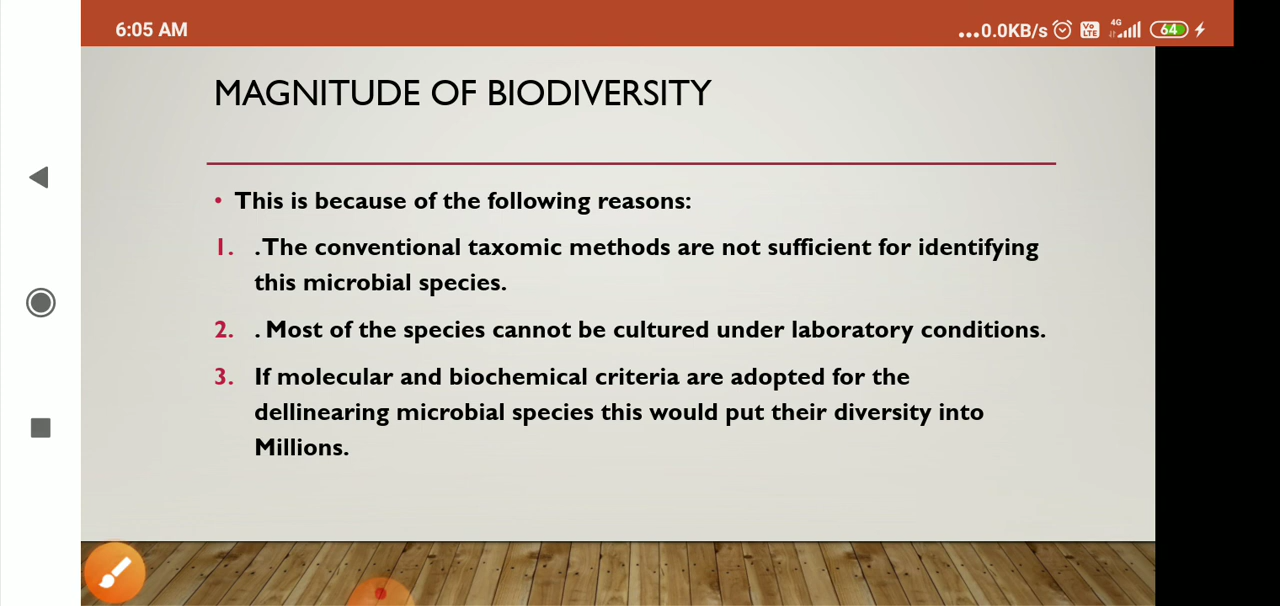 6:05 AM
...0.0KB/s Vo LTE 4G 64
MAGNITUDE OF BIODIVERSITY
• This is because of the following reasons:
1. .The conventional taxomic methods are not sufficient for identifying
this microbial species.
2. . Most of the species cannot be cultured under laboratory conditions.
3. If molecular and biochemical criteria are adopted for the
dellinearing microbial species this would put their diversity into
Millions.